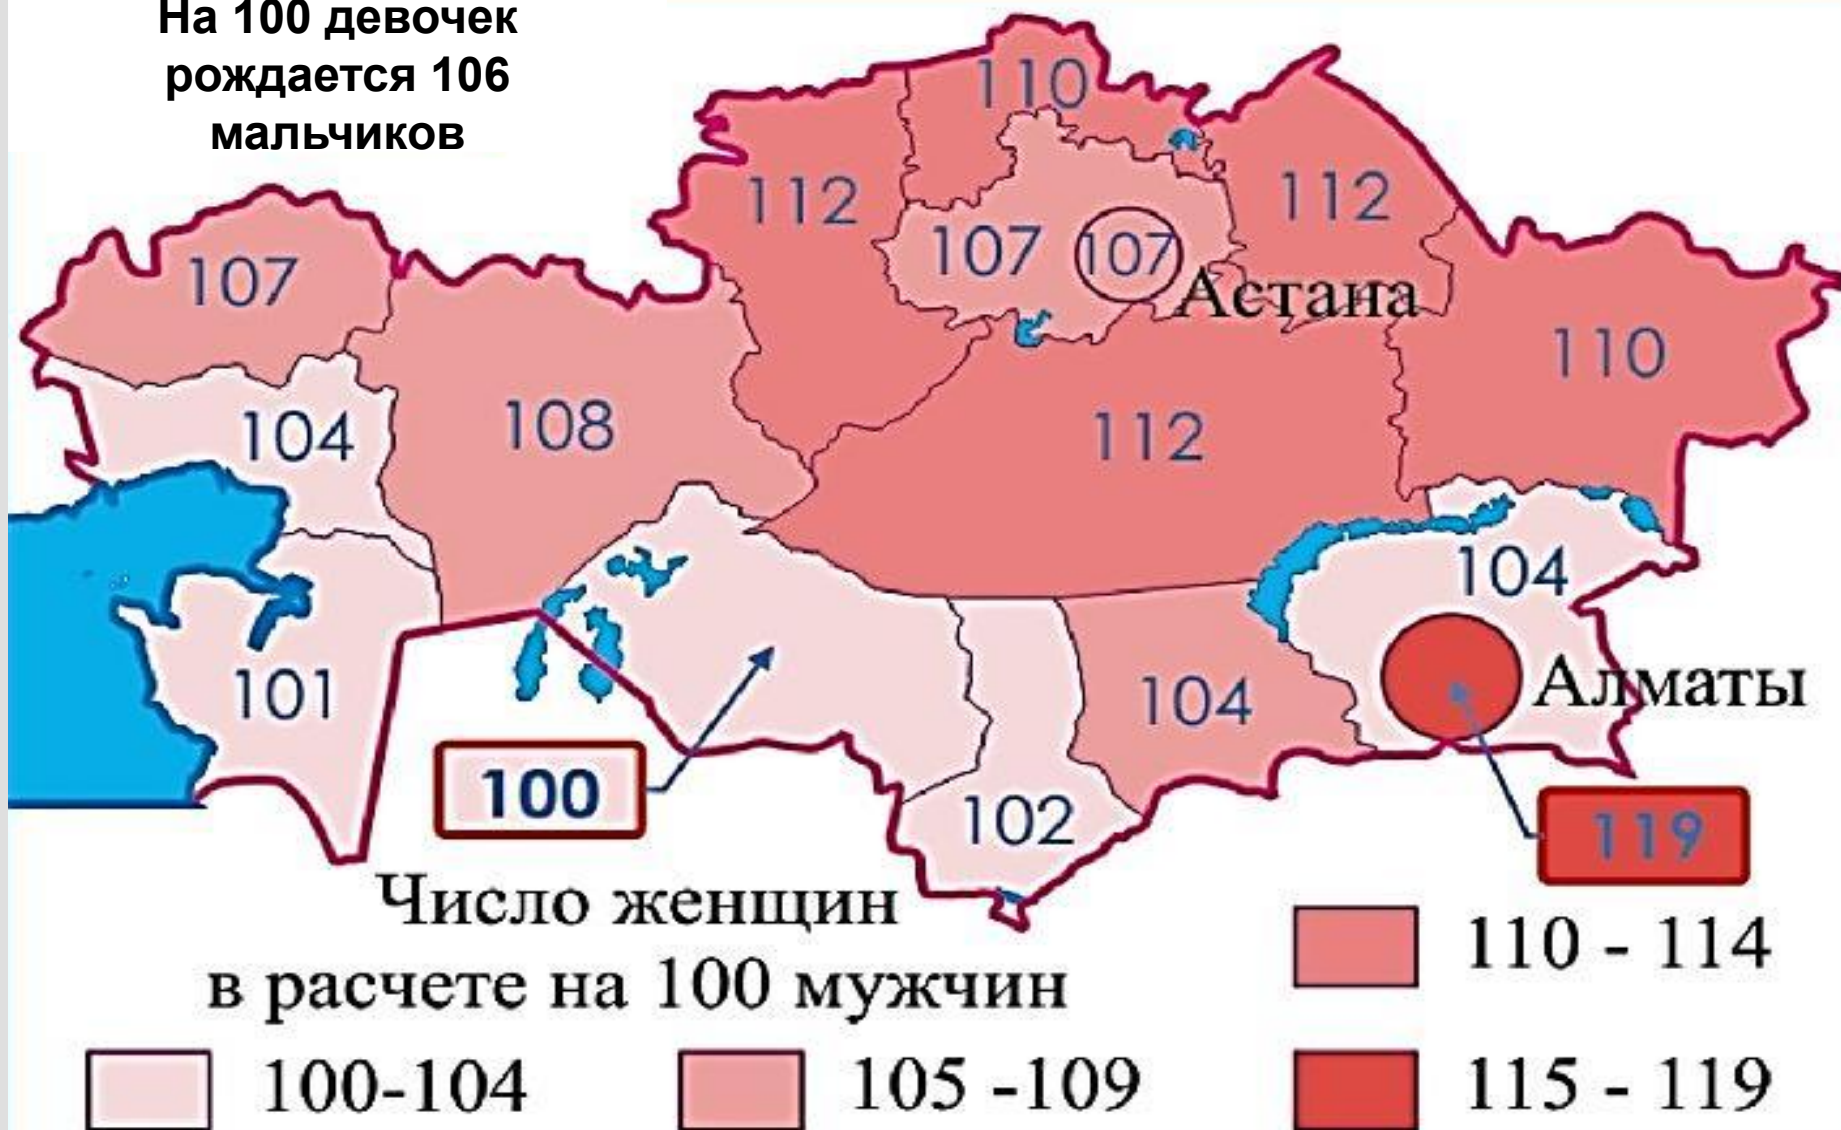 На 100 девочек
рождается 106
мальчиков
110
112
112
107
107
107
Астана
110
104
108
112
104
101
104
Алматы
100
102
119
Число женщин
в расчете на 100 мужчин
110 - 114
100-104
105 -109
115 - 119